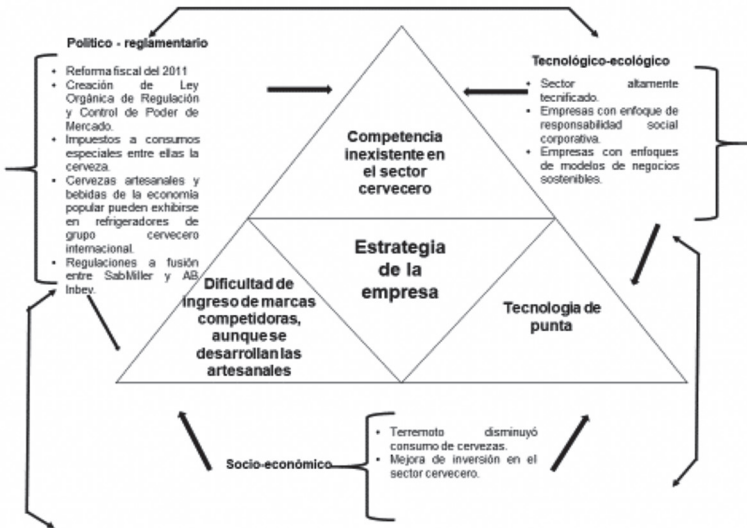 Político - reglamentario
• Reforma fiscal del 2011
• Creación de Ley
Orgánica de Regulación
y Control de Poder de
Mercado.
• Impuestos a consumos
especiales entre ellas la
cerveza.
• Cervezas artesanales y
bebidas de la economía
popular pueden exhibirse
en refrigeradores de
grupo cervecero
internacional.
• Regulaciones a fusión
entre SabMiller y AB
Inbev.
Tecnológico-ecológico
• Sector altamente
tecnificado.
• Empresas con enfoque de
responsabilidad social
corporativa.
• Empresas con enfoques
de modelos de negocios
sostenibles.
Competencia
inexistente en
el sector
cervecero
Estrategia
de la
empresa
Dificultad de
ingreso de marcas
competidoras,
aunque se
desarrollan las
artesanales
Tecnologia de
punta
Socio-económico
• Terremoto disminuyó
consumo de cervezas.
• Mejora de inversión en el
sector cervecero.